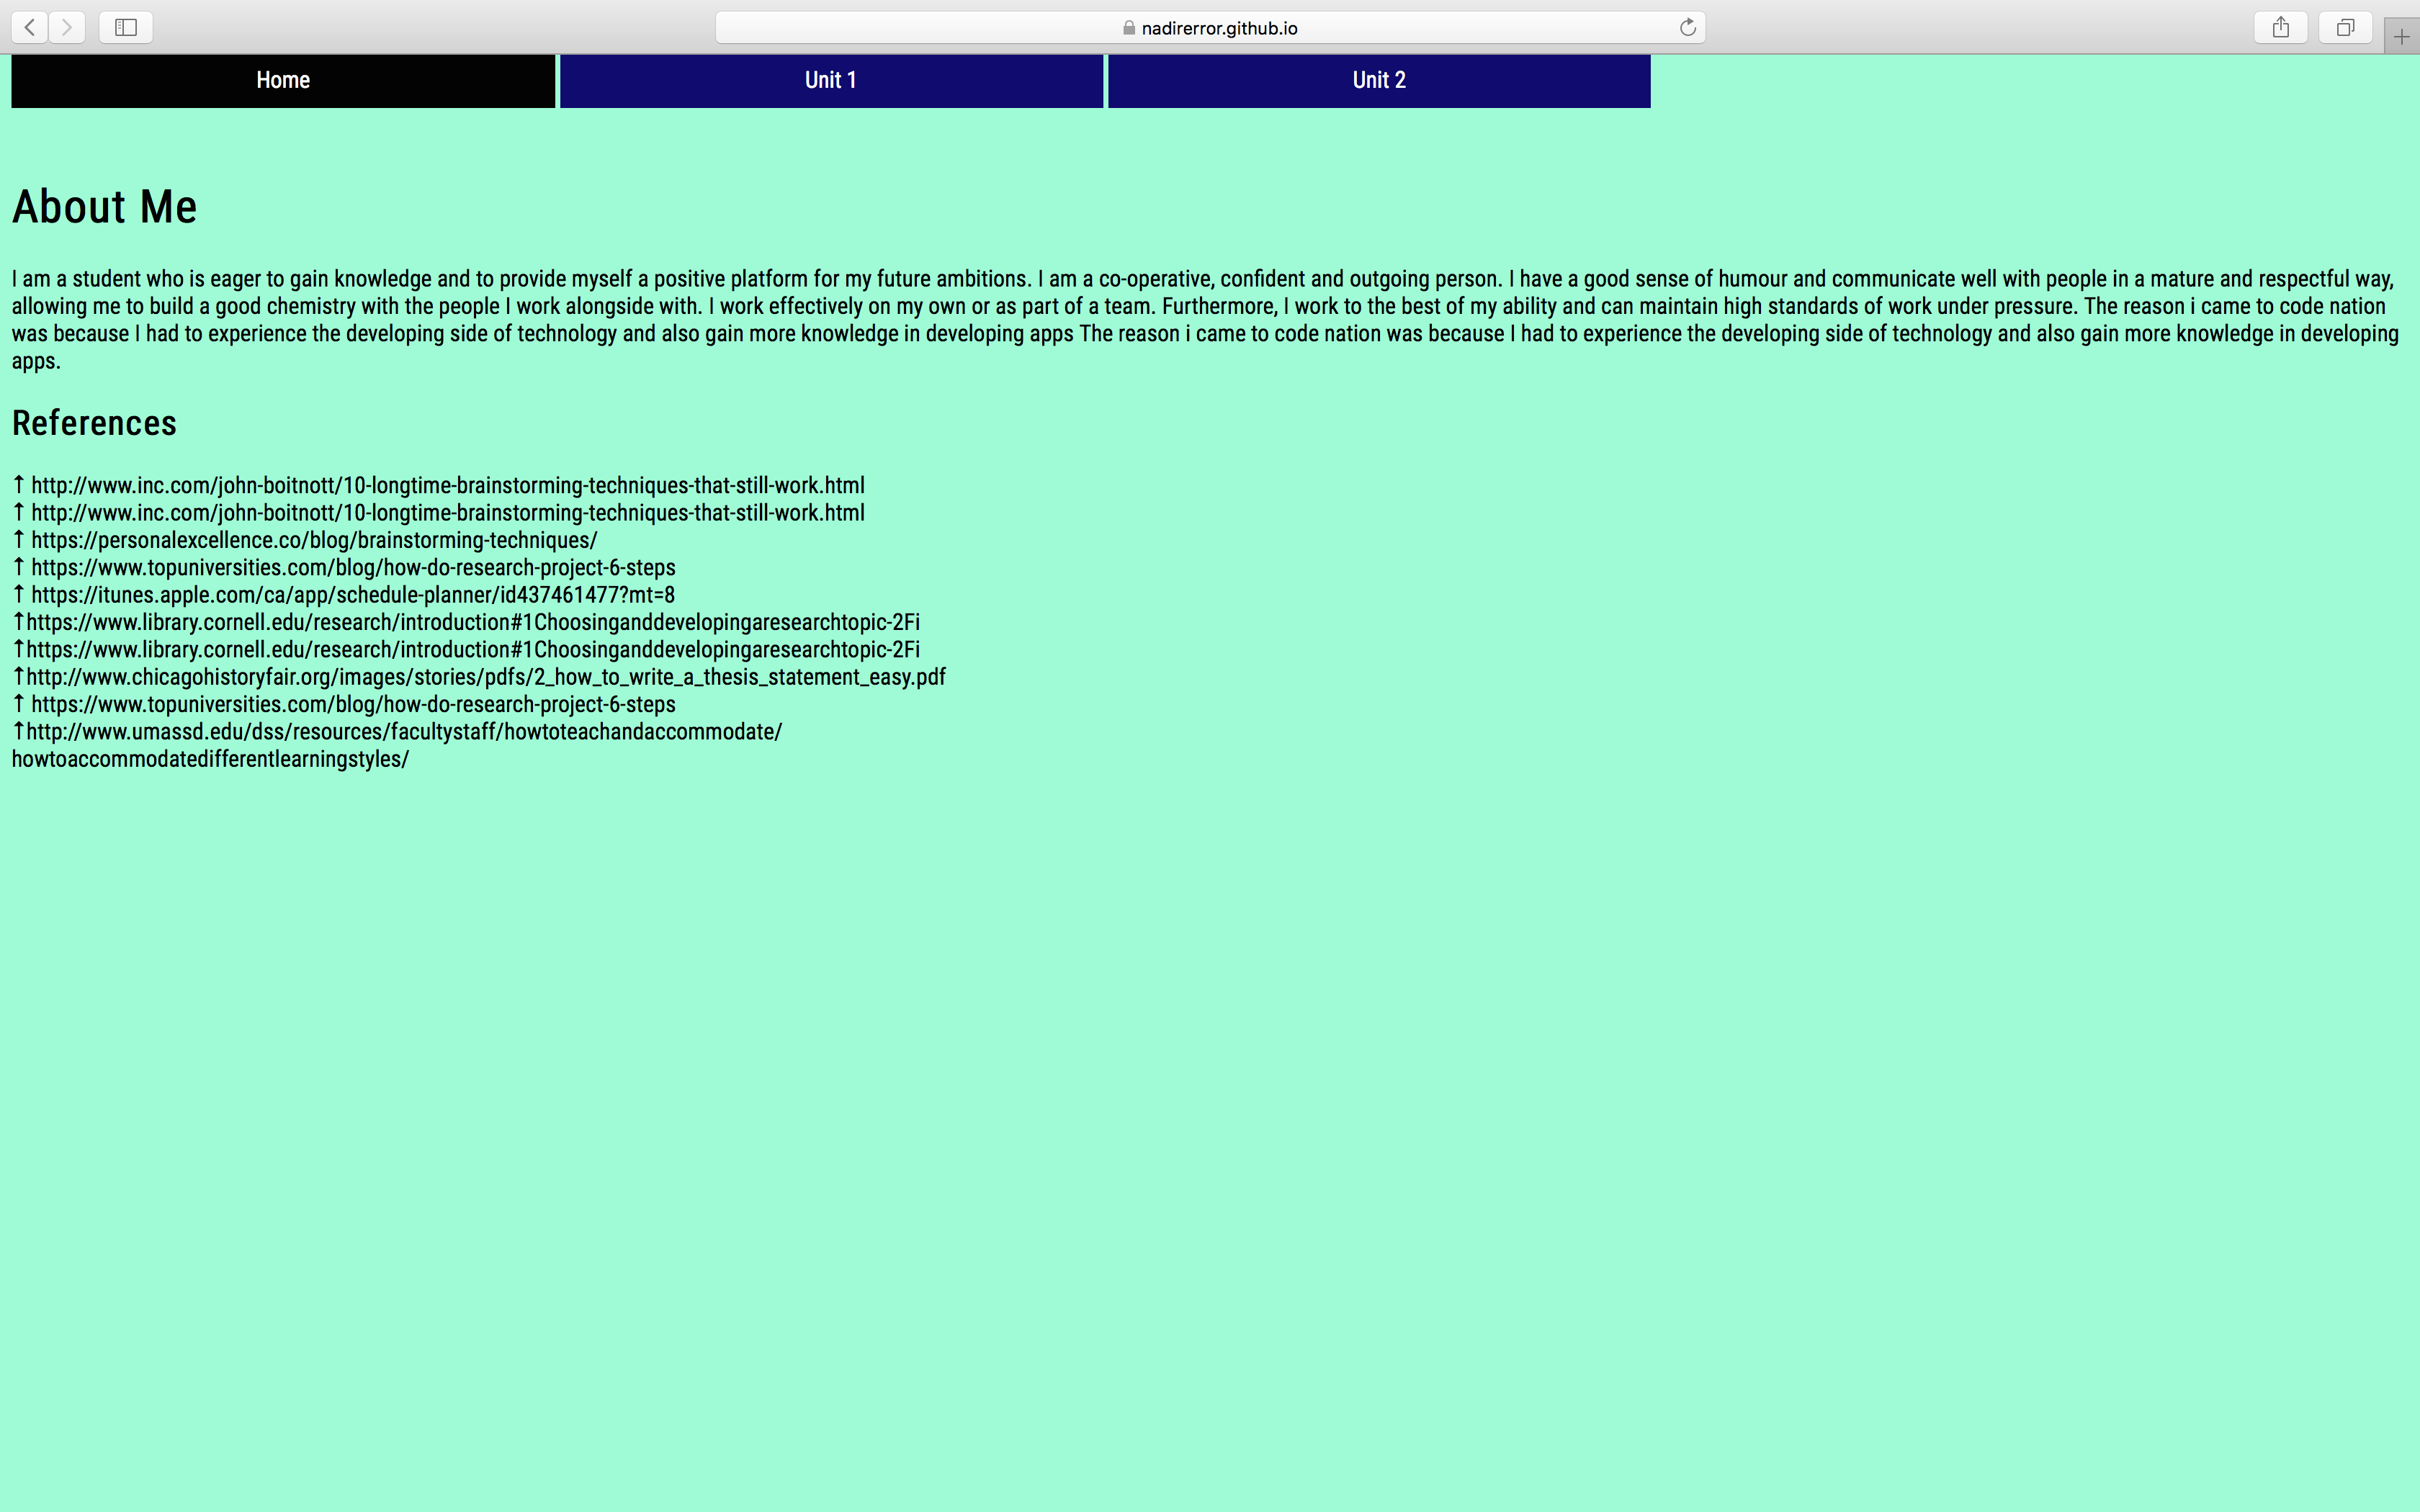 nadirerror.github.io
Home
Unit 1
Unit 2
About Me
I am a student who is eager to gain knowledge and to provide myself a positive platform for my future ambitions. I am a co-operative, confident and outgoing person. I have a good sense of humour and communicate well with people in a mature and respectful way,
allowing me to build a good chemistry with the people I work alongside with. I work effectively on my own or as part of a team. Furthermore, I work to the best of my ability and can maintain high standards of work under pressure. The reason i came to code nation
was because I had to experience the developing side of technology and also gain more knowledge in developing apps The reason i came to code nation was because I had to experience the developing side of technology and also gain more knowledge in developing
apps.
References
↑ http://www.inc.com/john-boitnott/10-longtime-brainstorming-techniques-that-still-work.html
↑ http://www.inc.com/john-boitnott/10-longtime-brainstorming-techniques-that-still-work.html
↑ https://personalexcellence.co/blog/brainstorming-techniques/
↑ https://www.topuniversities.com/blog/how-do-research-project-6-steps
↑ https://itunes.apple.com/ca/app/schedule-planner/id437461477?mt=8
↑https://www.library.cornell.edu/research/introduction#1Choosinganddevelopingaresearchtopic-2Fi
↑https://www.library.cornell.edu/research/introduction#1Choosinganddevelopingaresearchtopic-2Fi
↑http://www.chicagohistoryfair.org/images/stories/pdfs/2_how_to_write_a_thesis_statement_easy.pdf
↑ https://www.topuniversities.com/blog/how-do-research-project-6-steps
↑http://www.umassd.edu/dss/resources/facultystaff/howtoteachandaccommodate/
howtoaccommodatedifferentlearningstyles/